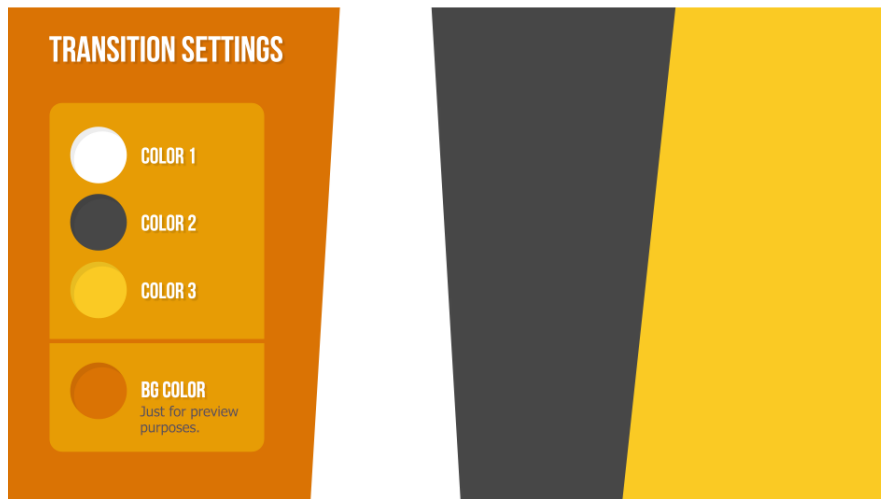 TRANSITION SETTINGS
COLOR 1
COLOR 2
COLOR 3
BG COLOR
Just for preview
purposes.